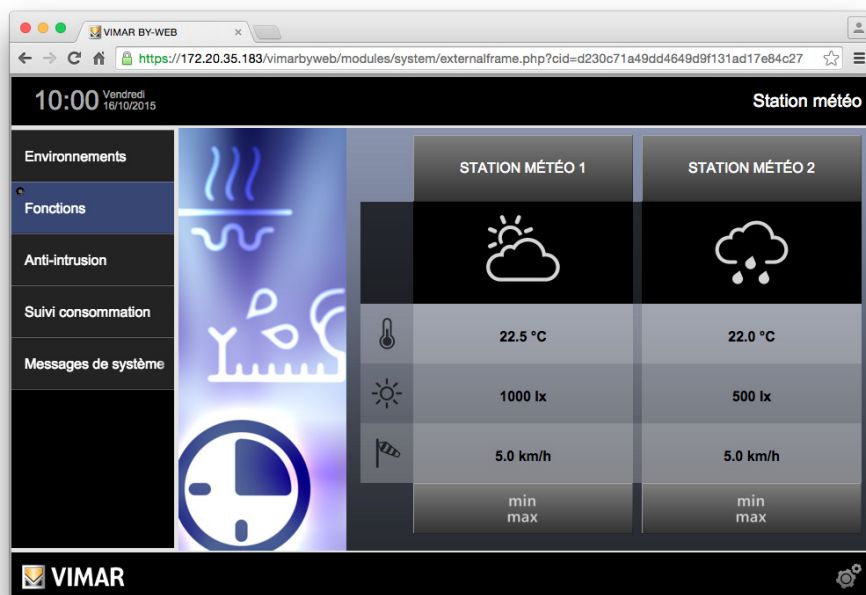 VIMAR BY-WEB
https://172.20.35.183/vimarbyweb/modules/system/externalframe.php?cid=d230c71a49dd4649d9f131ad17e84c27
10:00 Vendredi
16/10/2015
Station météo
Environnements
Fonctions
Anti-intrusion
Suivi consommation
Messages de système
STATION MÉTÉO 1 STATION MÉTÉO 2
22.5 °C 22.0 °C
1000 lx 500 lx
5.0 km/h 5.0 km/h
min min
max max
VIMAR